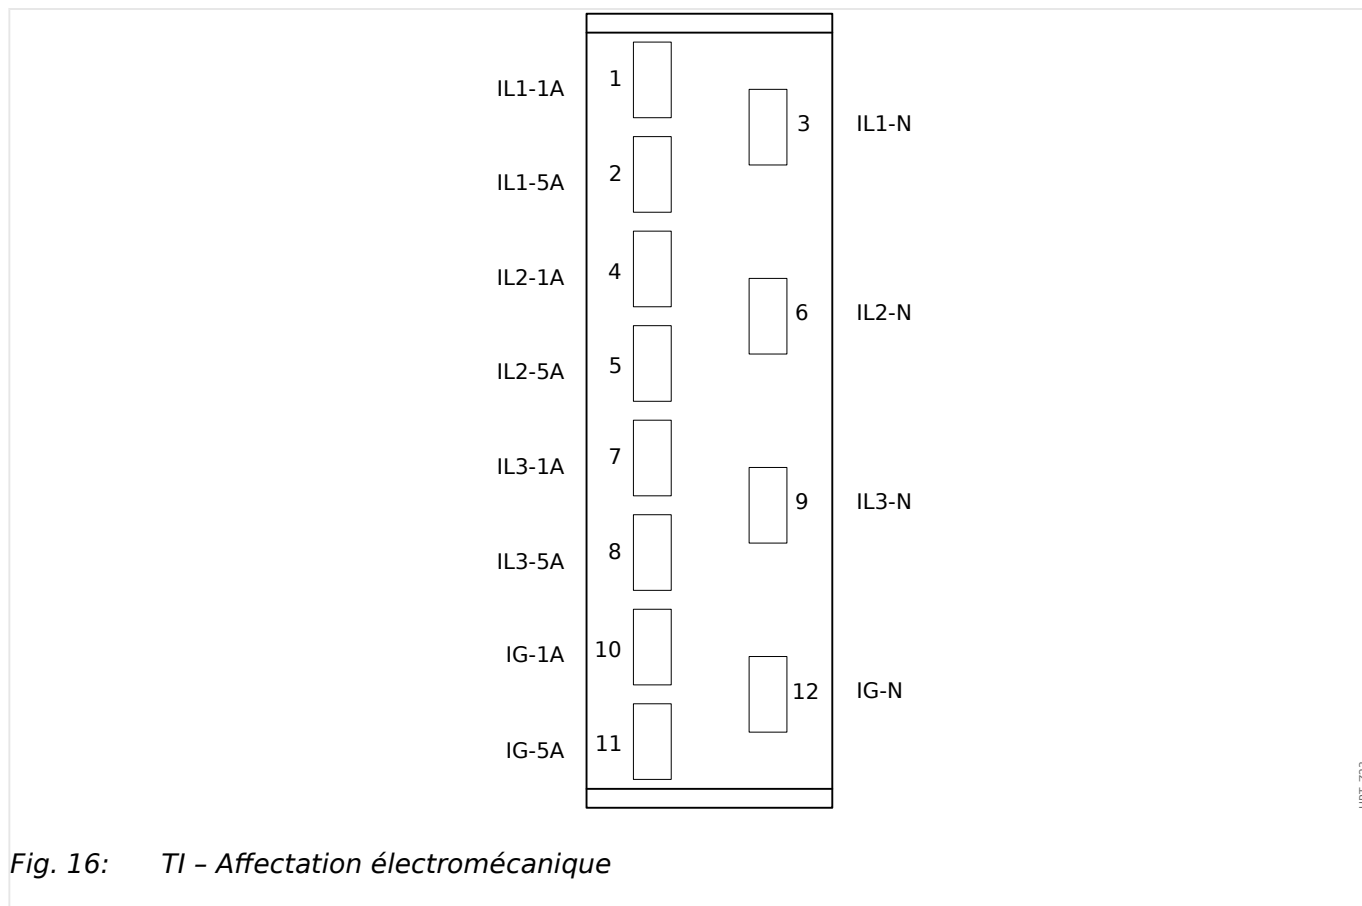 IL1-1A 1
3 IL1-N
IL1-5A 2
IL2-1A 4
6 IL2-N
IL2-5A 5
IL3-1A 7
9 IL3-N
IL3-5A 8
IG-1A 10
12 IG-N
IG-5A 11
Fig. 16: TI – Affectation électromécanique